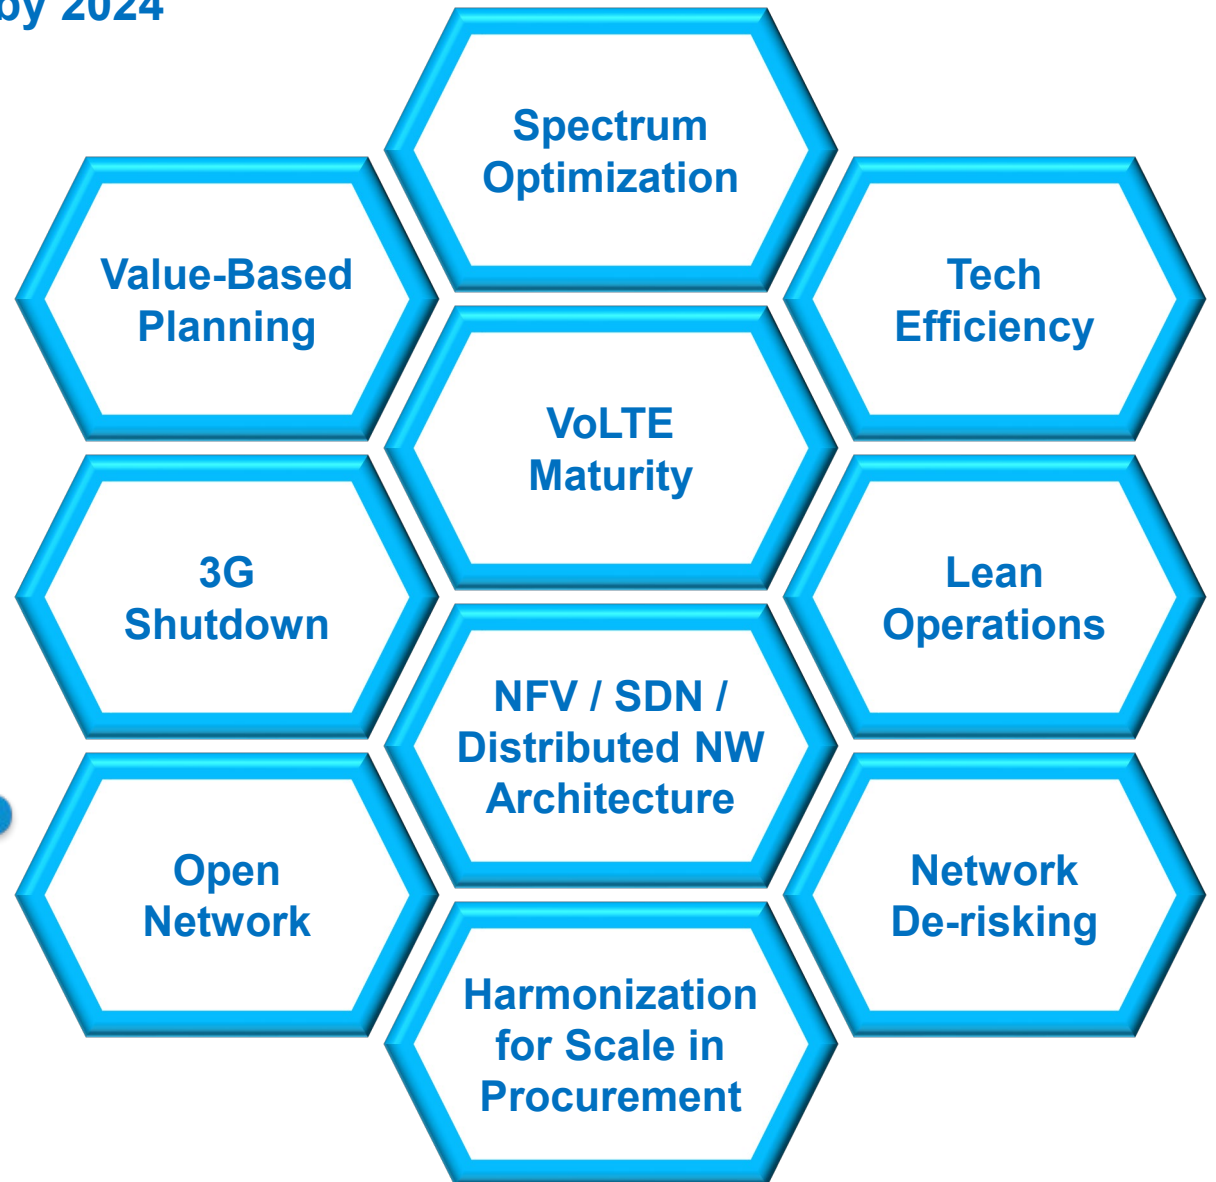 by 2024
Spectrum
Optimization
Value-Based
Planning
Tech
Efficiency
VoLTE
Maturity
3G
Shutdown
Lean
Operations
NFV / SDN /
Distributed NW
Architecture
Open
Network
Network
De-risking
Harmonization
for Scale in
Procurement